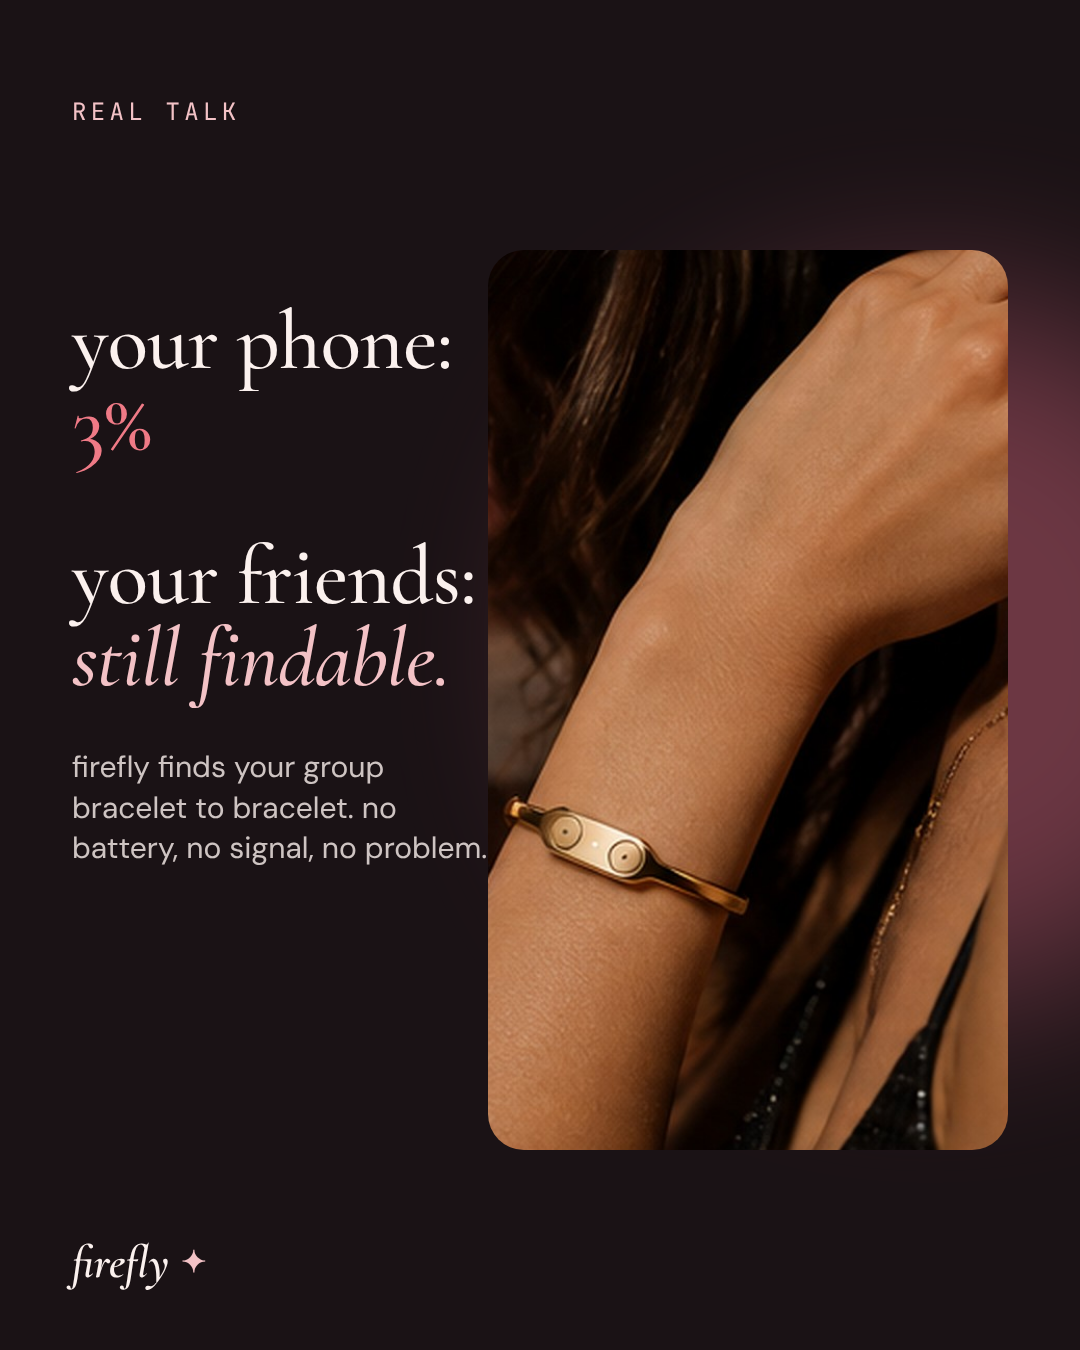 REAL TALK
your phone:
3%
your friends:
still findable.
firefly finds your group
bracelet to bracelet. no
battery, no signal, no problem.
firefly